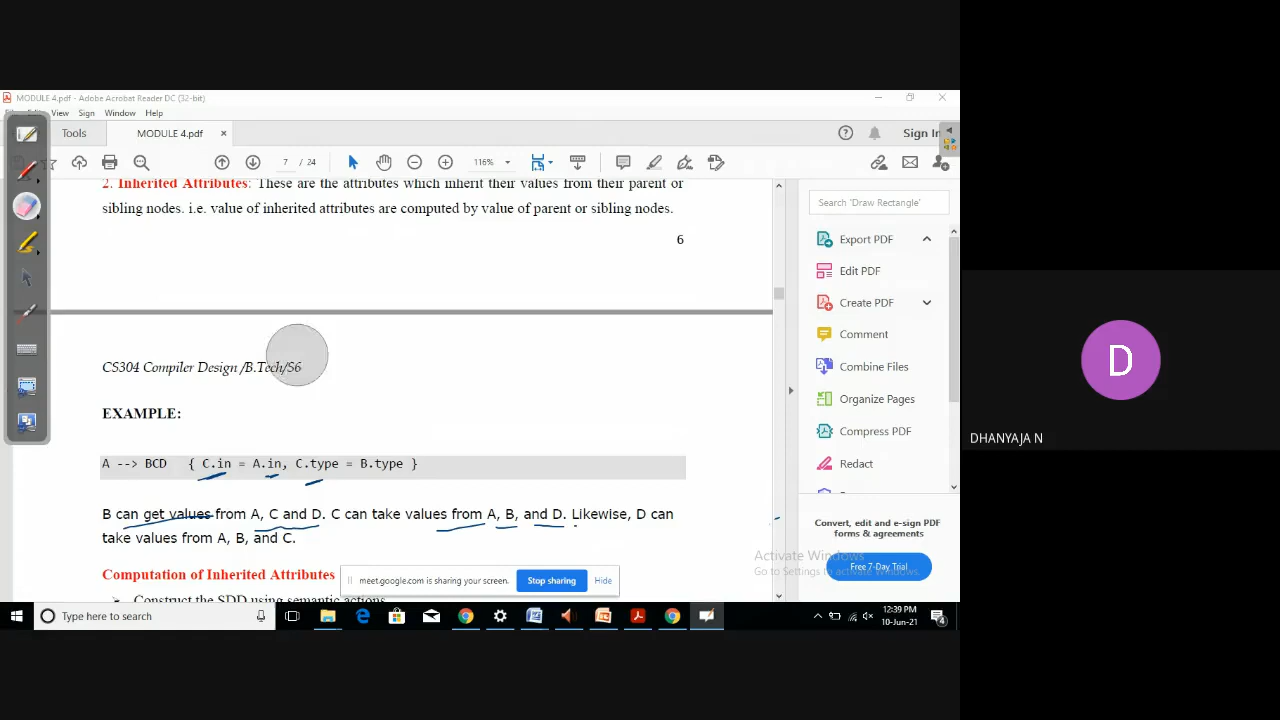 MODULE 4.pdf - Adobe Acrobat Reader DC (32-bit)
View Sign Window Help
Tools MODULE 4.pdf × Sign In
7 / 24 116%
2. Inherited Attributes: These are the attributes which inherit their values from their parent or
sibling nodes. i.e. value of inherited attributes are computed by value of parent or sibling nodes.
6
CS304 Compiler Design /B.Tech/S6
EXAMPLE:
A --> BCD { C.in = A.in, C.type = B.type }
B can get values from A, C and D. C can take values from A, B, and D. Likewise, D can
take values from A, B, and C.
Computation of Inherited Attributes
Construct the SDD using semantic actions.
meet.google.com is sharing your screen. Stop sharing Hide
Search 'Draw Rectangle'
Export PDF
Edit PDF
Create PDF
Comment
Combine Files
Organize Pages
Compress PDF
Redact
Convert, edit and e-sign PDF
forms & agreements
Free 7-Day Trial
Activate Windows
Go to Settings to activate Windows.
Type here to search
12:39 PM
10-Jun-21
4
D
DHANYAJA N